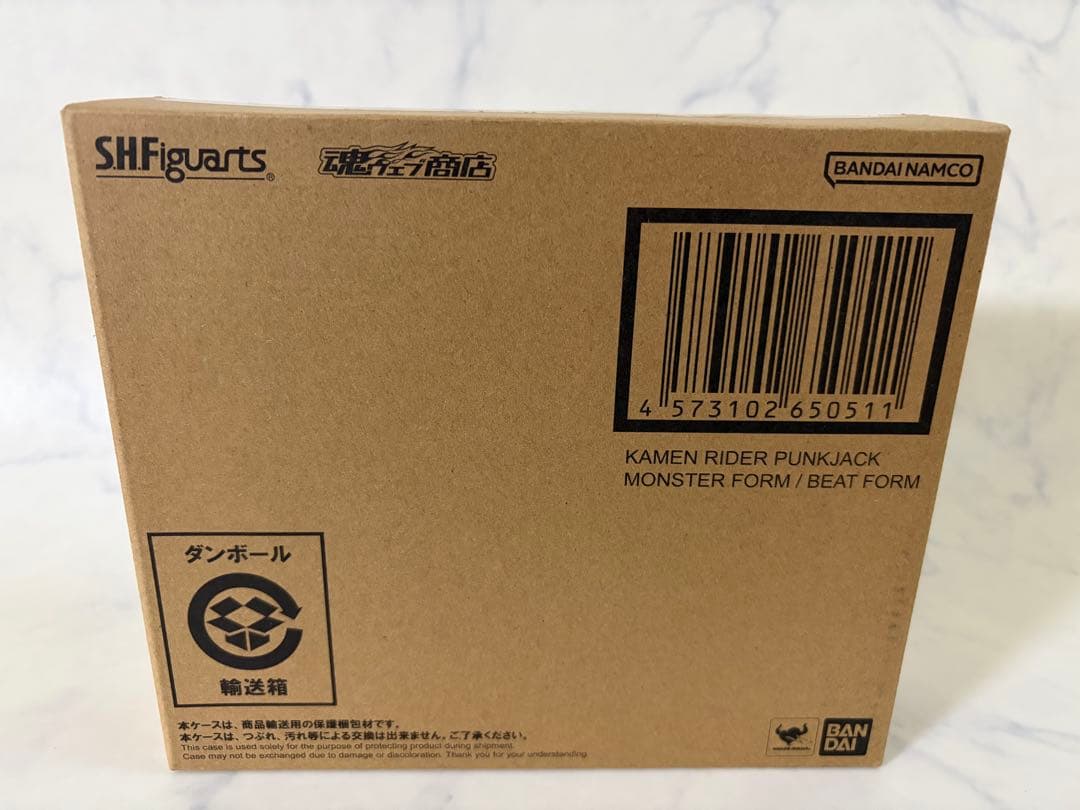 S.H.Figuarts®
魂ウェブ商店
BANDAI NAMCO
4 573102 650511
KAMEN RIDER PUNKJACK
MONSTER FORM / BEAT FORM
ダンボール
輸送箱
本ケースは、商品輸送用の保護梱包材です。
本ケースは、つぶれ、汚れ等による交換は出来ません。ご了承ください。
This case is used solely for the purpose of protecting product during shipment.
Case may not be exchanged due to damage or discoloration. Thank you for your understanding.
BAN
DAI